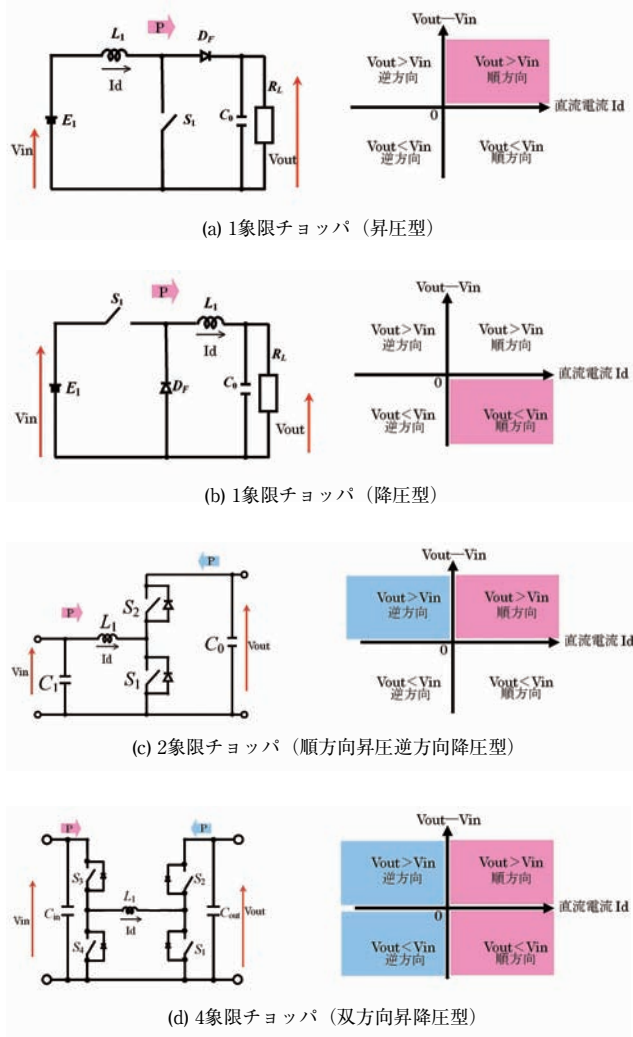 P
L₁
D_F
Id
E₁
S₁
C₀
R_L
Vin
Vout
Vout—Vin
Vout＞Vin
逆方向
Vout＞Vin
順方向
0
直流電流 Id
Vout＜Vin
逆方向
Vout＜Vin
順方向
(a) 1象限チョッパ（昇圧型）
P
S₁
L₁
Id
E₁
D_F
C₀
R_L
Vin
Vout
Vout—Vin
Vout＞Vin
逆方向
Vout＞Vin
順方向
0
直流電流 Id
Vout＜Vin
逆方向
Vout＜Vin
順方向
(b) 1象限チョッパ（降圧型）
P
P
S₂
L₁
Id
Vin
C₁
S₁
C₀
Vout
Vout—Vin
Vout＞Vin
逆方向
Vout＞Vin
順方向
0
直流電流 Id
Vout＜Vin
逆方向
Vout＜Vin
順方向
(c) 2象限チョッパ（順方向昇圧逆方向降圧型）
P
P
S₃
S₂
L₁
Id
Vin
C_in
C_out
Vout
S₄
S₁
Vout—Vin
Vout＞Vin
逆方向
Vout＞Vin
順方向
0
直流電流 Id
Vout＜Vin
逆方向
Vout＜Vin
順方向
(d) 4象限チョッパ（双方向昇降圧型）